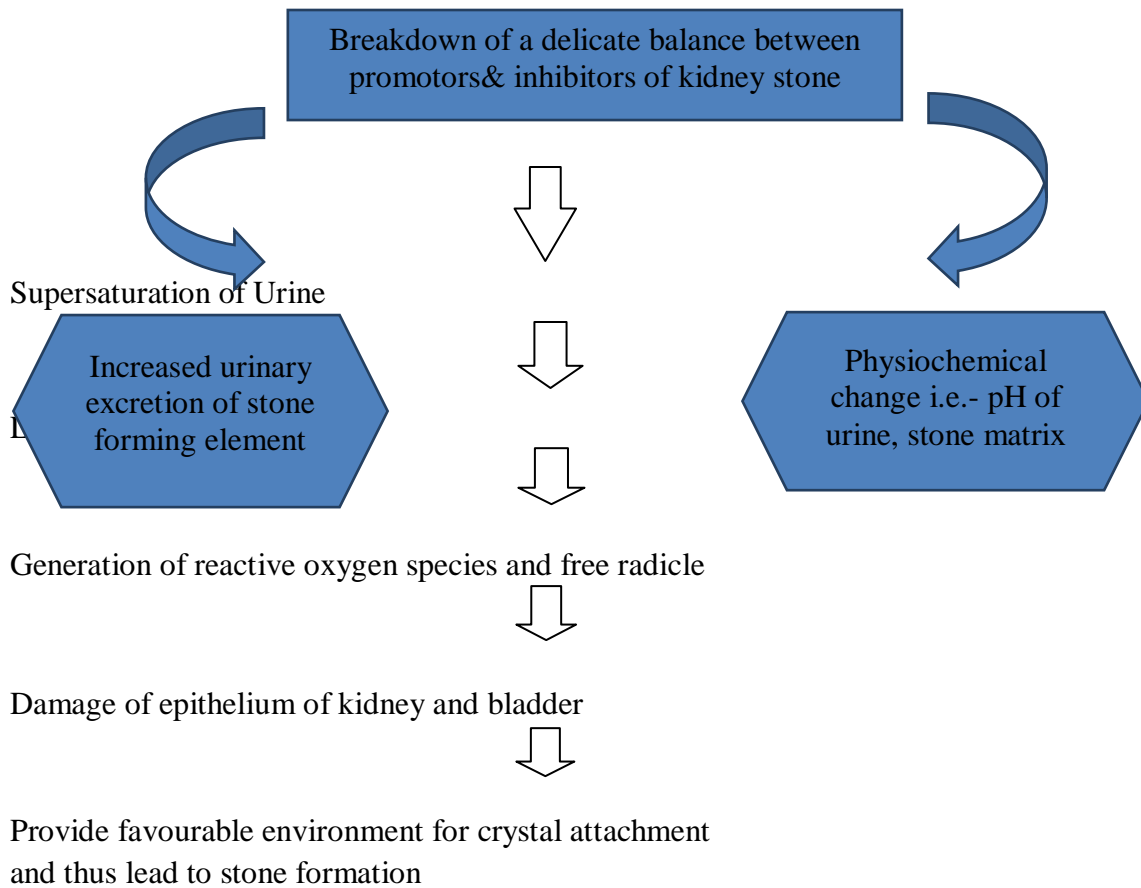 Breakdown of a delicate balance between
promotors& inhibitors of kidney stone
Supersaturation of Urine
Increased urinary
excretion of stone
forming element
Physiochemical
change i.e.- pH of
urine, stone matrix
Generation of reactive oxygen species and free radicle
Damage of epithelium of kidney and bladder
Provide favourable environment for crystal attachment
and thus lead to stone formation